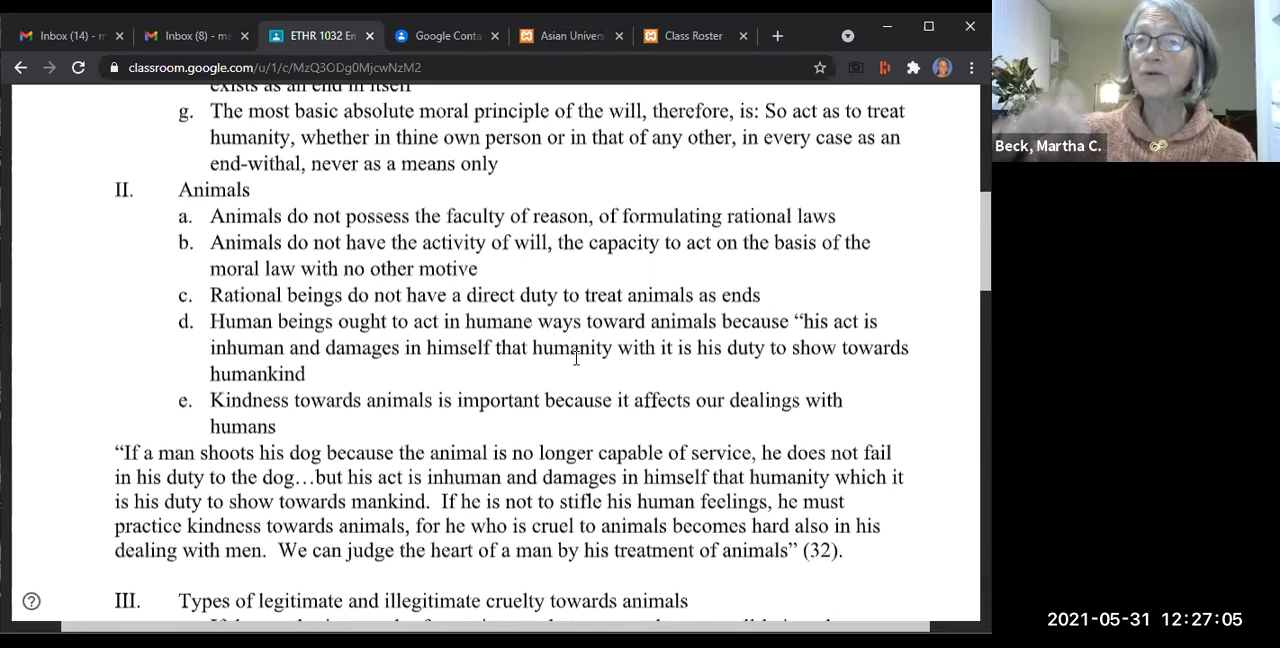 Inbox (14) - m
Inbox (8) - ma
ETHR 1032 En
Google Conta
Asian Univers
Class Roster
classroom.google.com/u/1/c/MzQ3ODg0MjcwNzM2
Beck, Martha C.
exists as an end in itself
g. The most basic absolute moral principle of the will, therefore, is: So act as to treat
humanity, whether in thine own person or in that of any other, in every case as an
end-withal, never as a means only
II. Animals
a. Animals do not possess the faculty of reason, of formulating rational laws
b. Animals do not have the activity of will, the capacity to act on the basis of the
moral law with no other motive
c. Rational beings do not have a direct duty to treat animals as ends
d. Human beings ought to act in humane ways toward animals because “his act is
inhuman and damages in himself that humanity with it is his duty to show towards
humankind
e. Kindness towards animals is important because it affects our dealings with
humans
“If a man shoots his dog because the animal is no longer capable of service, he does not fail
in his duty to the dog…but his act is inhuman and damages in himself that humanity which it
is his duty to show towards mankind. If he is not to stifle his human feelings, he must
practice kindness towards animals, for he who is cruel to animals becomes hard also in his
dealing with men. We can judge the heart of a man by his treatment of animals” (32).
III. Types of legitimate and illegitimate cruelty towards animals
2021-05-31 12:27:05